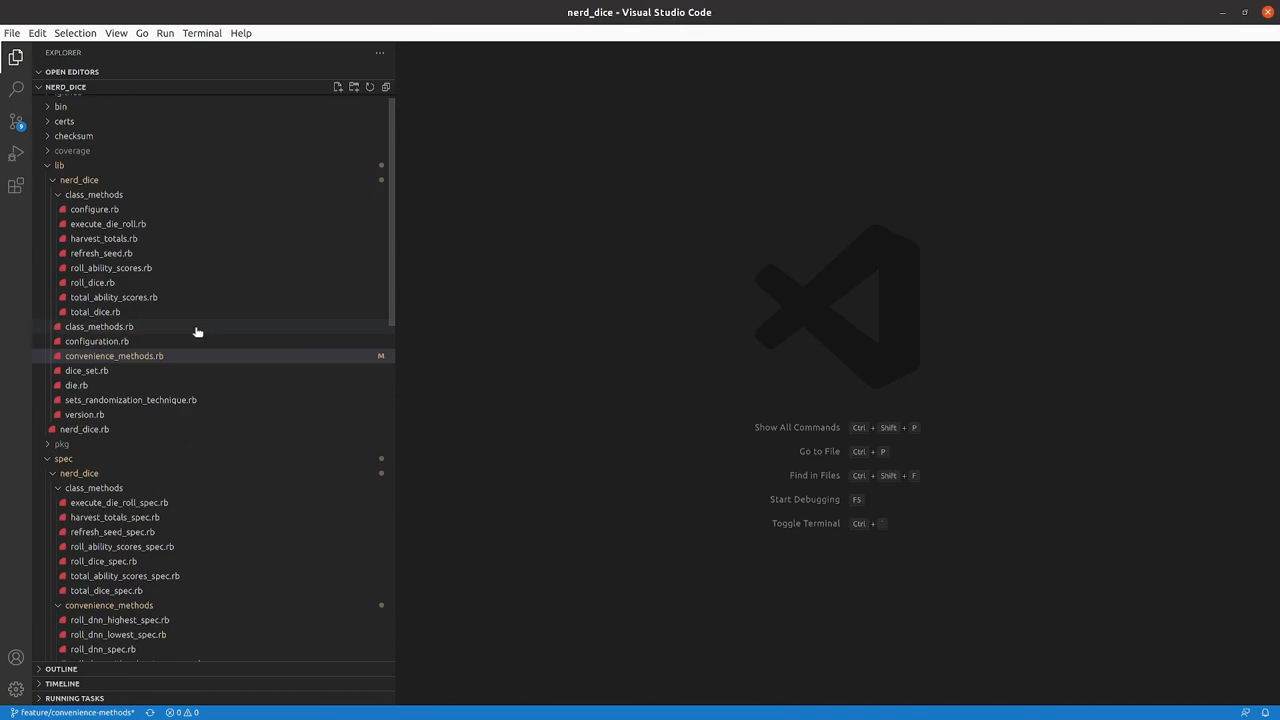 nerd_dice - Visual Studio Code
File Edit Selection View Go Run Terminal Help
EXPLORER
OPEN EDITORS
NERD_DICE
bin
certs
9
checksum
coverage
lib
nerd_dice
class_methods
configure.rb
execute_die_roll.rb
harvest_totals.rb
refresh_seed.rb
roll_ability_scores.rb
roll_dice.rb
total_ability_scores.rb
total_dice.rb
class_methods.rb
configuration.rb
convenience_methods.rb M
dice_set.rb
die.rb
sets_randomization_technique.rb
version.rb
nerd_dice.rb
pkg
spec
nerd_dice
class_methods
execute_die_roll_spec.rb
harvest_totals_spec.rb
refresh_seed_spec.rb
roll_ability_scores_spec.rb
roll_dice_spec.rb
total_ability_scores_spec.rb
total_dice_spec.rb
convenience_methods
roll_dnn_highest_spec.rb
roll_dnn_lowest_spec.rb
roll_dnn_spec.rb
OUTLINE
TIMELINE
RUNNING TASKS
Show All Commands Ctrl + Shift + P
Go to File Ctrl + P
Find in Files Ctrl + Shift + F
Start Debugging F5
Toggle Terminal Ctrl + `
feature/convenience-methods* 0 0